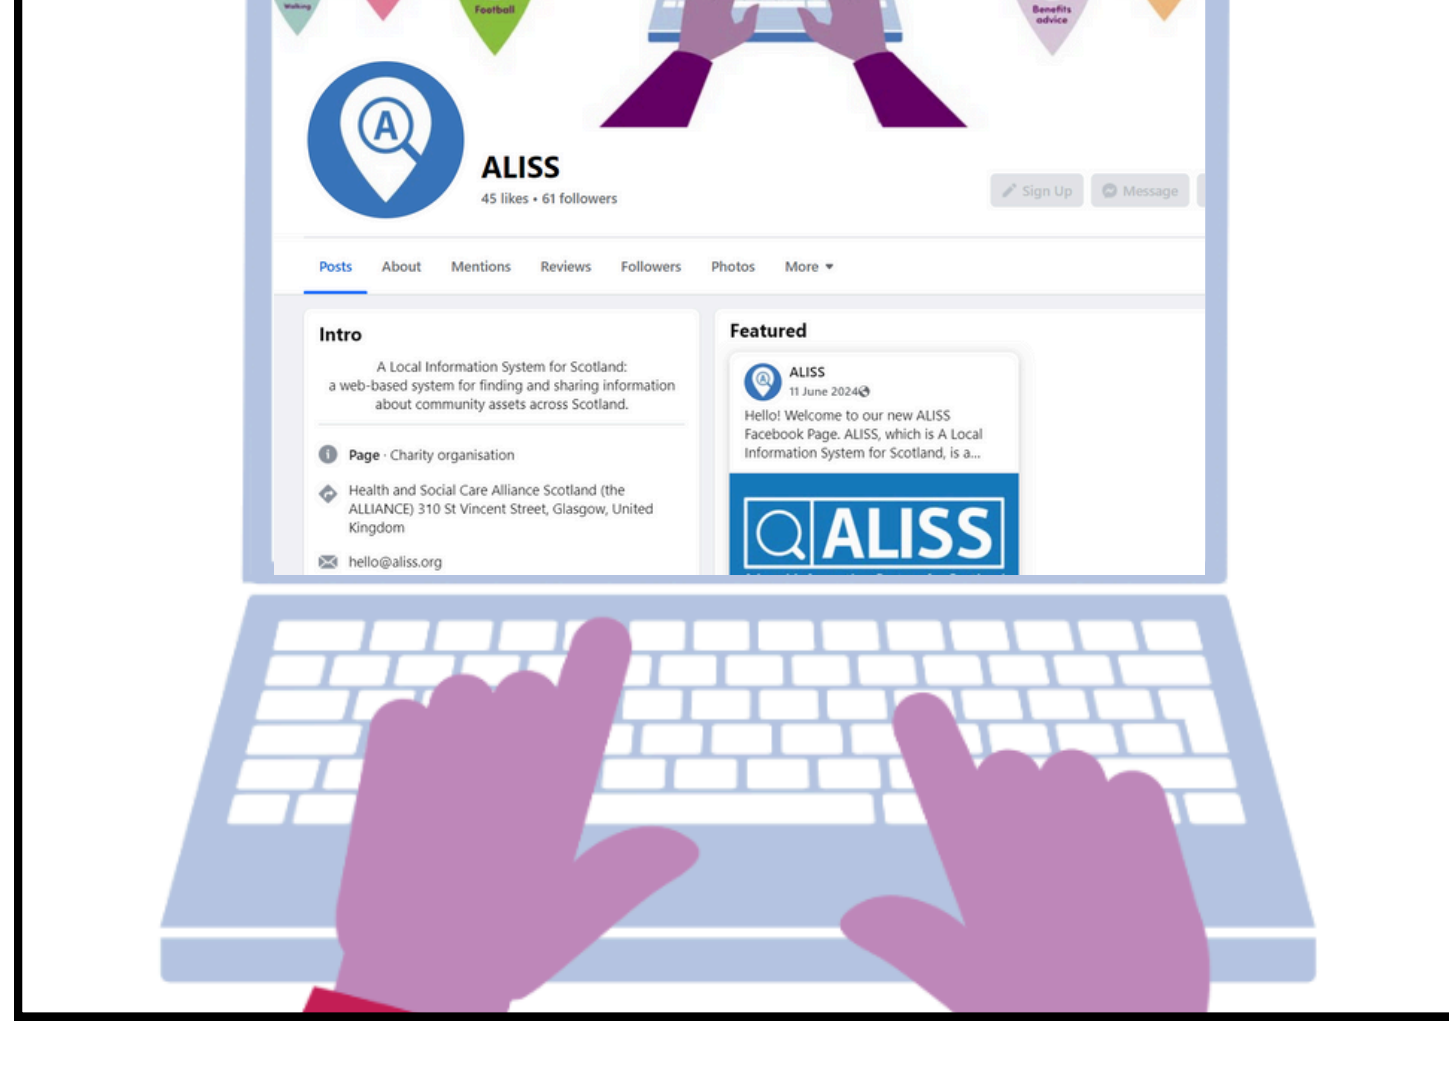 Walking
Football
Benefits
advice
A
ALISS
45 likes • 61 followers
Sign Up
Message
Posts
About
Mentions
Reviews
Followers
Photos
More
Intro
A Local Information System for Scotland:
a web-based system for finding and sharing information
about community assets across Scotland.
Page · Charity organisation
Health and Social Care Alliance Scotland (the
ALLIANCE) 310 St Vincent Street, Glasgow, United
Kingdom
hello@aliss.org
Featured
A
ALISS
11 June 2024
Hello! Welcome to our new ALISS
Facebook Page. ALISS, which is A Local
Information System for Scotland, is a...
ALISS